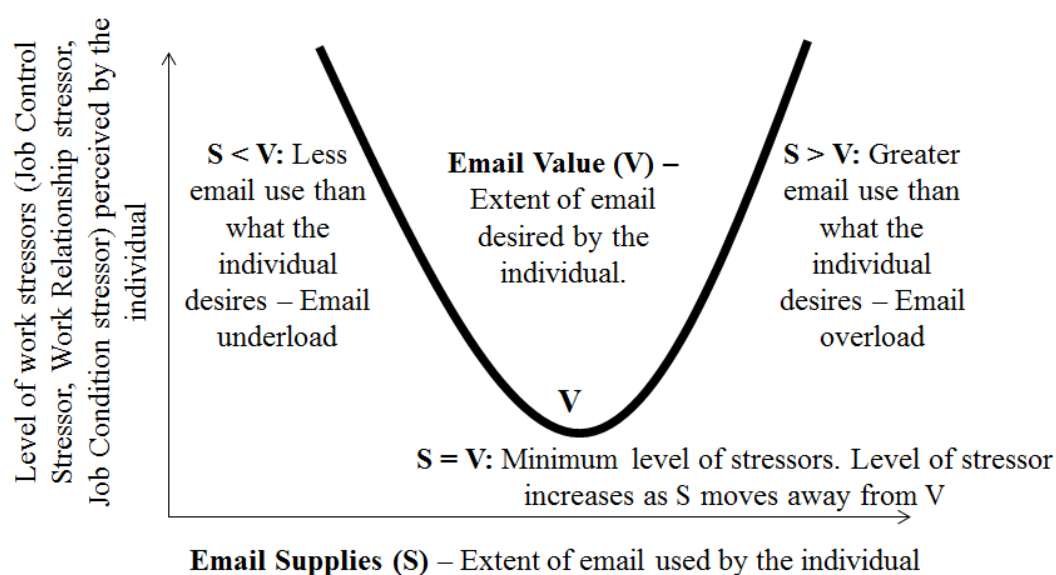 Level of work stressors (Job Control
Stressor, Work Relationship stressor,
Job Condition stressor) perceived by the
individual
S < V: Less
email use than
what the
individual
desires – Email
underload
Email Value (V) –
Extent of email
desired by the
individual.
S > V: Greater
email use than
what the
individual
desires – Email
overload
V
S = V: Minimum level of stressors. Level of stressor
increases as S moves away from V
Email Supplies (S) – Extent of email used by the individual